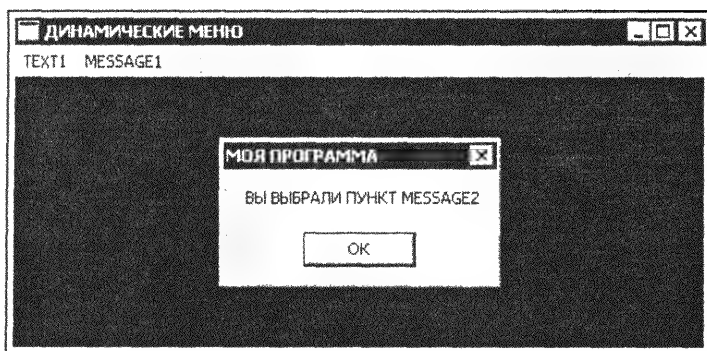 ДИНАМИЧЕСКИЕ МЕНЮ
TEXT1 MESSAGE1
МОЯ ПРОГРАММА
ВЫ ВЫБРАЛИ ПУНКТ MESSAGE2
OK